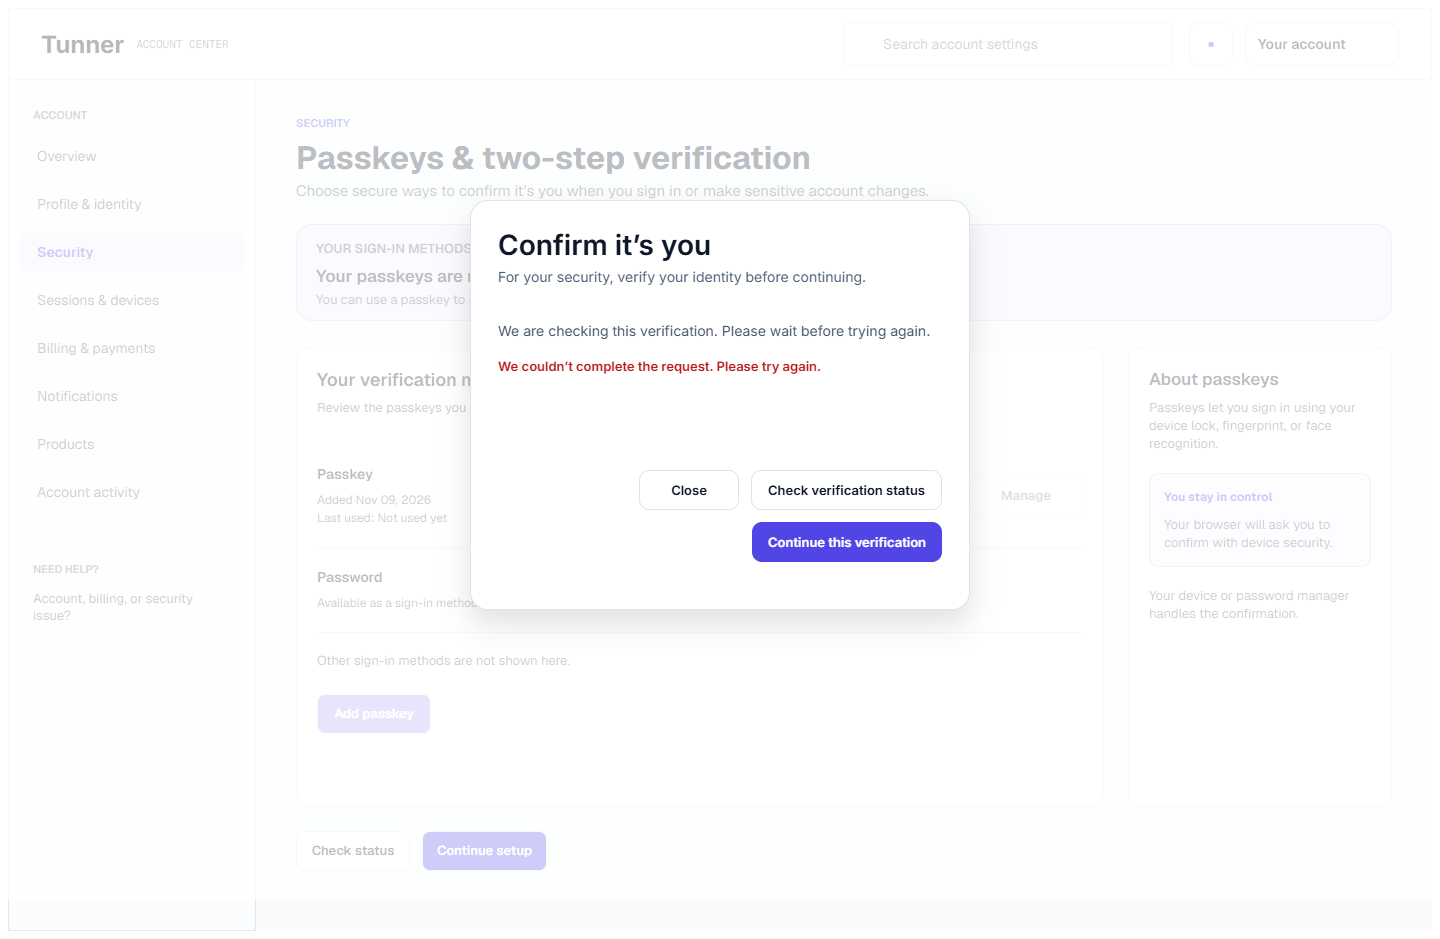 Tunner ACCOUNT CENTER
Search account settings
Your account
ACCOUNT
Overview
Profile & identity
Security
Sessions & devices
Billing & payments
Notifications
Products
Account activity
NEED HELP?
Account, billing, or security
issue?
SECURITY
Passkeys & two-step verification
Choose secure ways to confirm it's you when you sign in or make sensitive account changes.
YOUR SIGN-IN METHODS
Your passkeys are
You can use a passkey to
Your verification
Review the passkeys you
Passkey
Added Nov 09, 2026
Last used: Not used yet
Manage
Password
Available as a sign-in
Other sign-in methods are not shown here.
Add passkey
Check status
Continue setup
Confirm it’s you
For your security, verify your identity before continuing.
We are checking this verification. Please wait before trying again.
We couldn’t complete the request. Please try again.
Close
Check verification status
Continue this verification
About passkeys
Passkeys let you sign in using your
device lock, fingerprint, or face
recognition.
You stay in control
Your browser will ask you to
confirm with device security.
Your device or password manager
handles the confirmation.